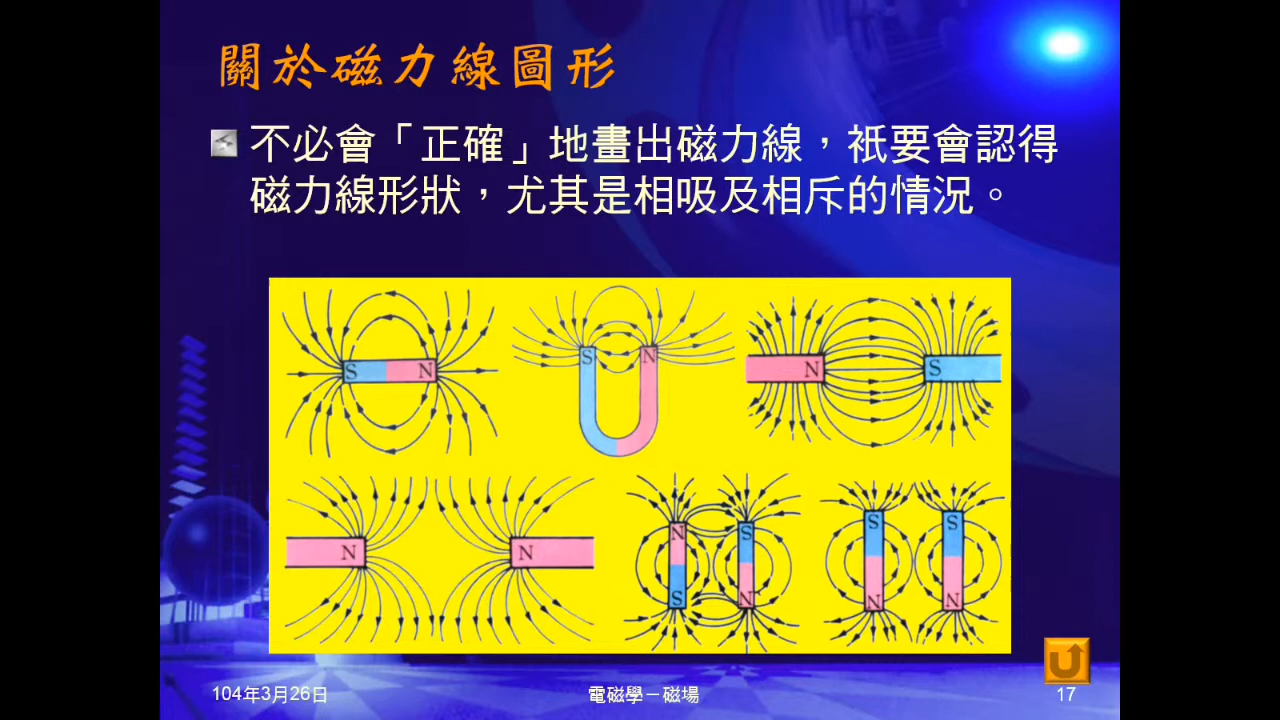 關於磁力線圖形
不必會「正確」地畫出磁力線，祇要會認得
磁力線形狀，尤其是相吸及相斥的情況。
S N
S N
N S
N N
N S
S N
S S
N N
104年3月26日 電磁學－磁場 17